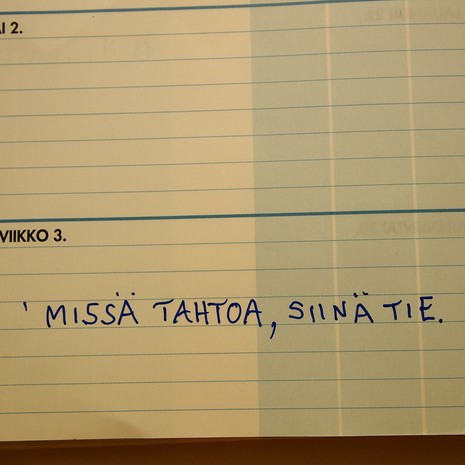 I 2.
VIIKKO 3.
' MISSÄ TAHTOA, SIINÄ TIE.